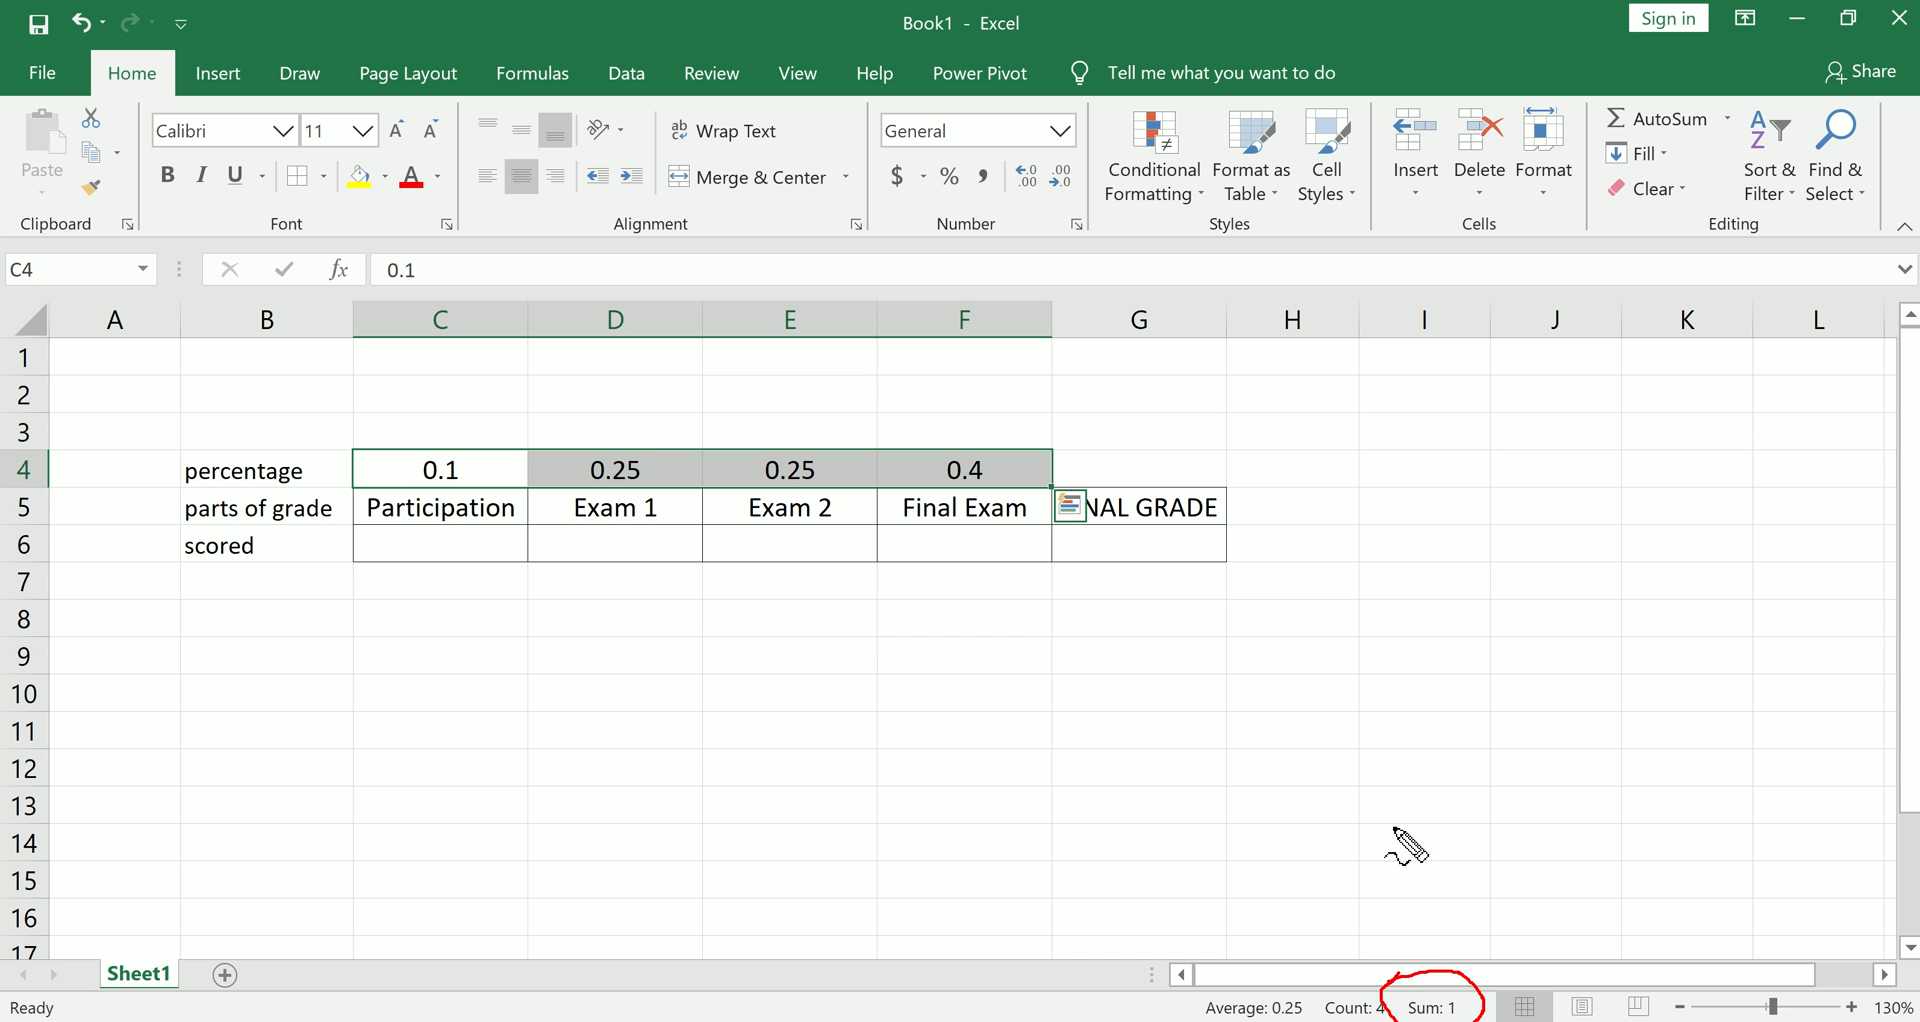 Book1 - Excel
Sign in
File Home Insert Draw Page Layout Formulas Data Review View Help Power Pivot Tell me what you want to do Share
Paste
Clipboard
Calibri 11
B I U
Font
Wrap Text
Merge & Center
Alignment
General
$ % ,
Number
Conditional Formatting
Format as Table
Cell Styles
Styles
Insert Delete Format
Cells
AutoSum
Fill
Clear
Sort & Filter
Find & Select
Editing
C4 fx 0.1
A B C D E F G H I J K L
1
2
3
4 percentage 0.1 0.25 0.25 0.4
5 parts of grade Participation Exam 1 Exam 2 Final Exam NAL GRADE
6 scored
7
8
9
10
11
12
13
14
15
16
17
Sheet1
Ready Average: 0.25 Count: 4 Sum: 1 130%